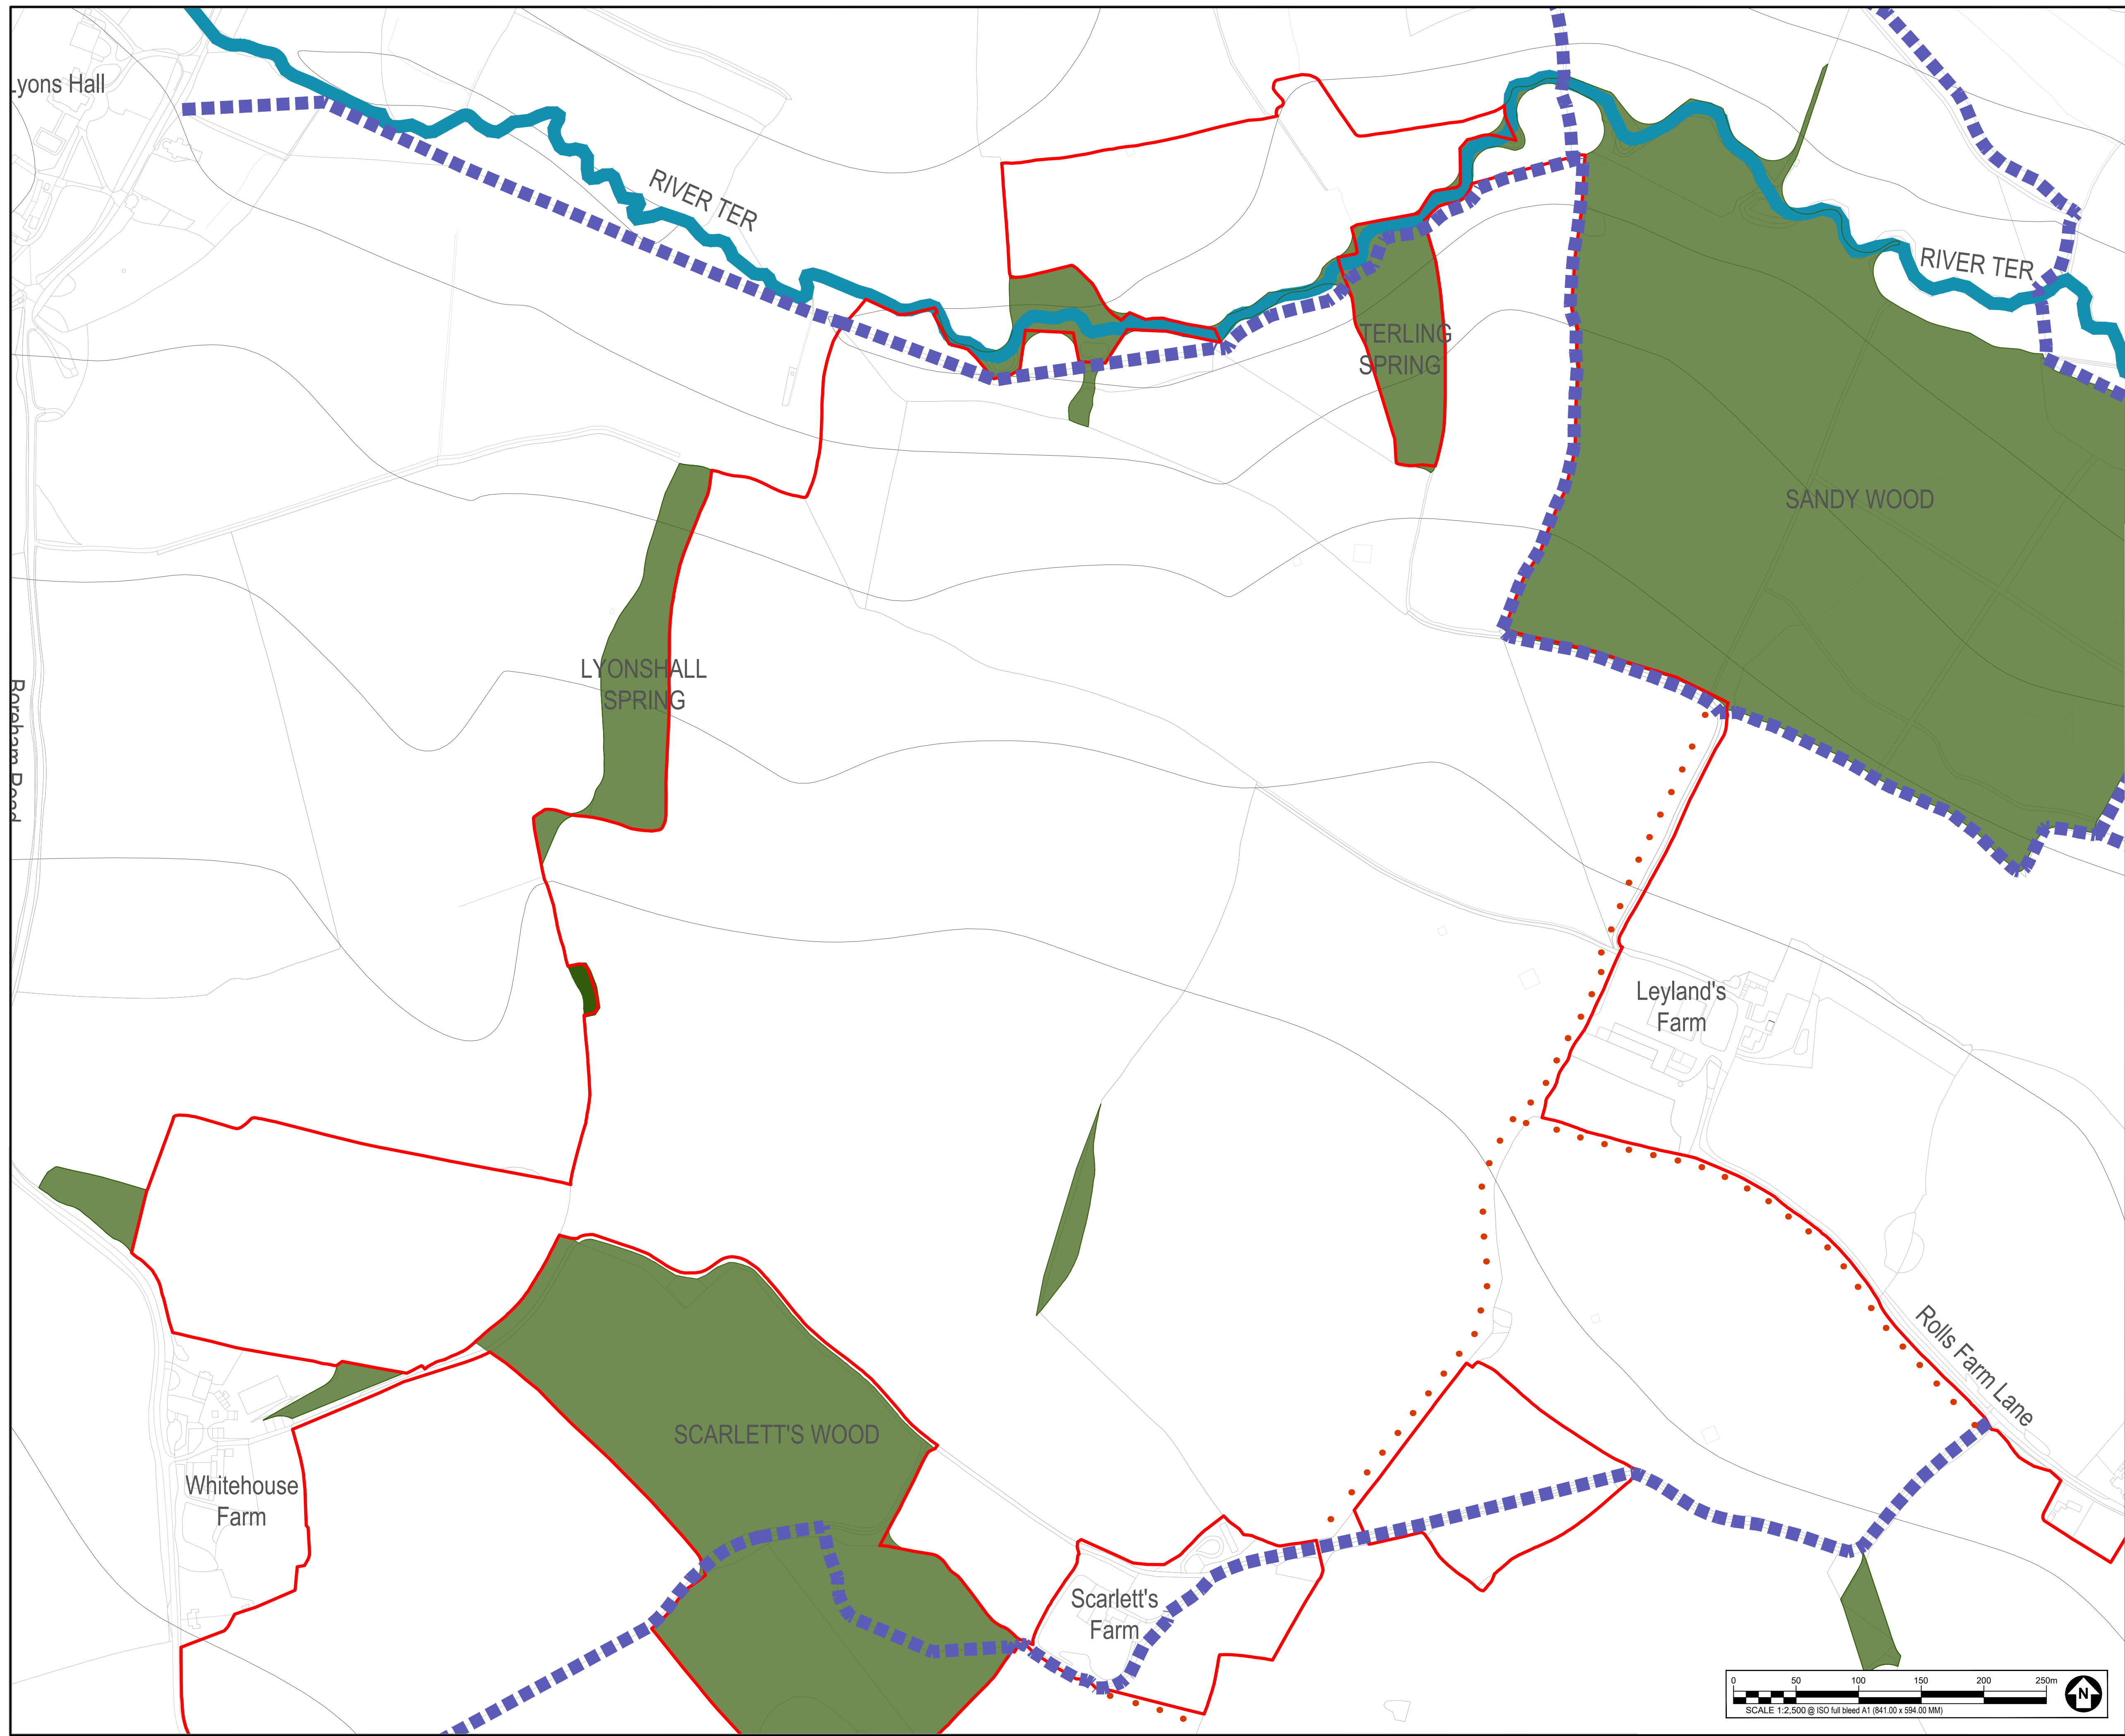 Lyons Hall
RIVER TER
RIVER TER
TERLING
SPRING
SANDY WOOD
LYONSHALL
SPRING
Boreham Road
Leyland's
Farm
Rolls Farm Lane
SCARLETT'S WOOD
Whitehouse
Farm
Scarlett's
Farm
0 50 100 150 200 250m
SCALE 1:2,500 @ ISO full bleed A1 (841.00 x 594.00 MM)
N